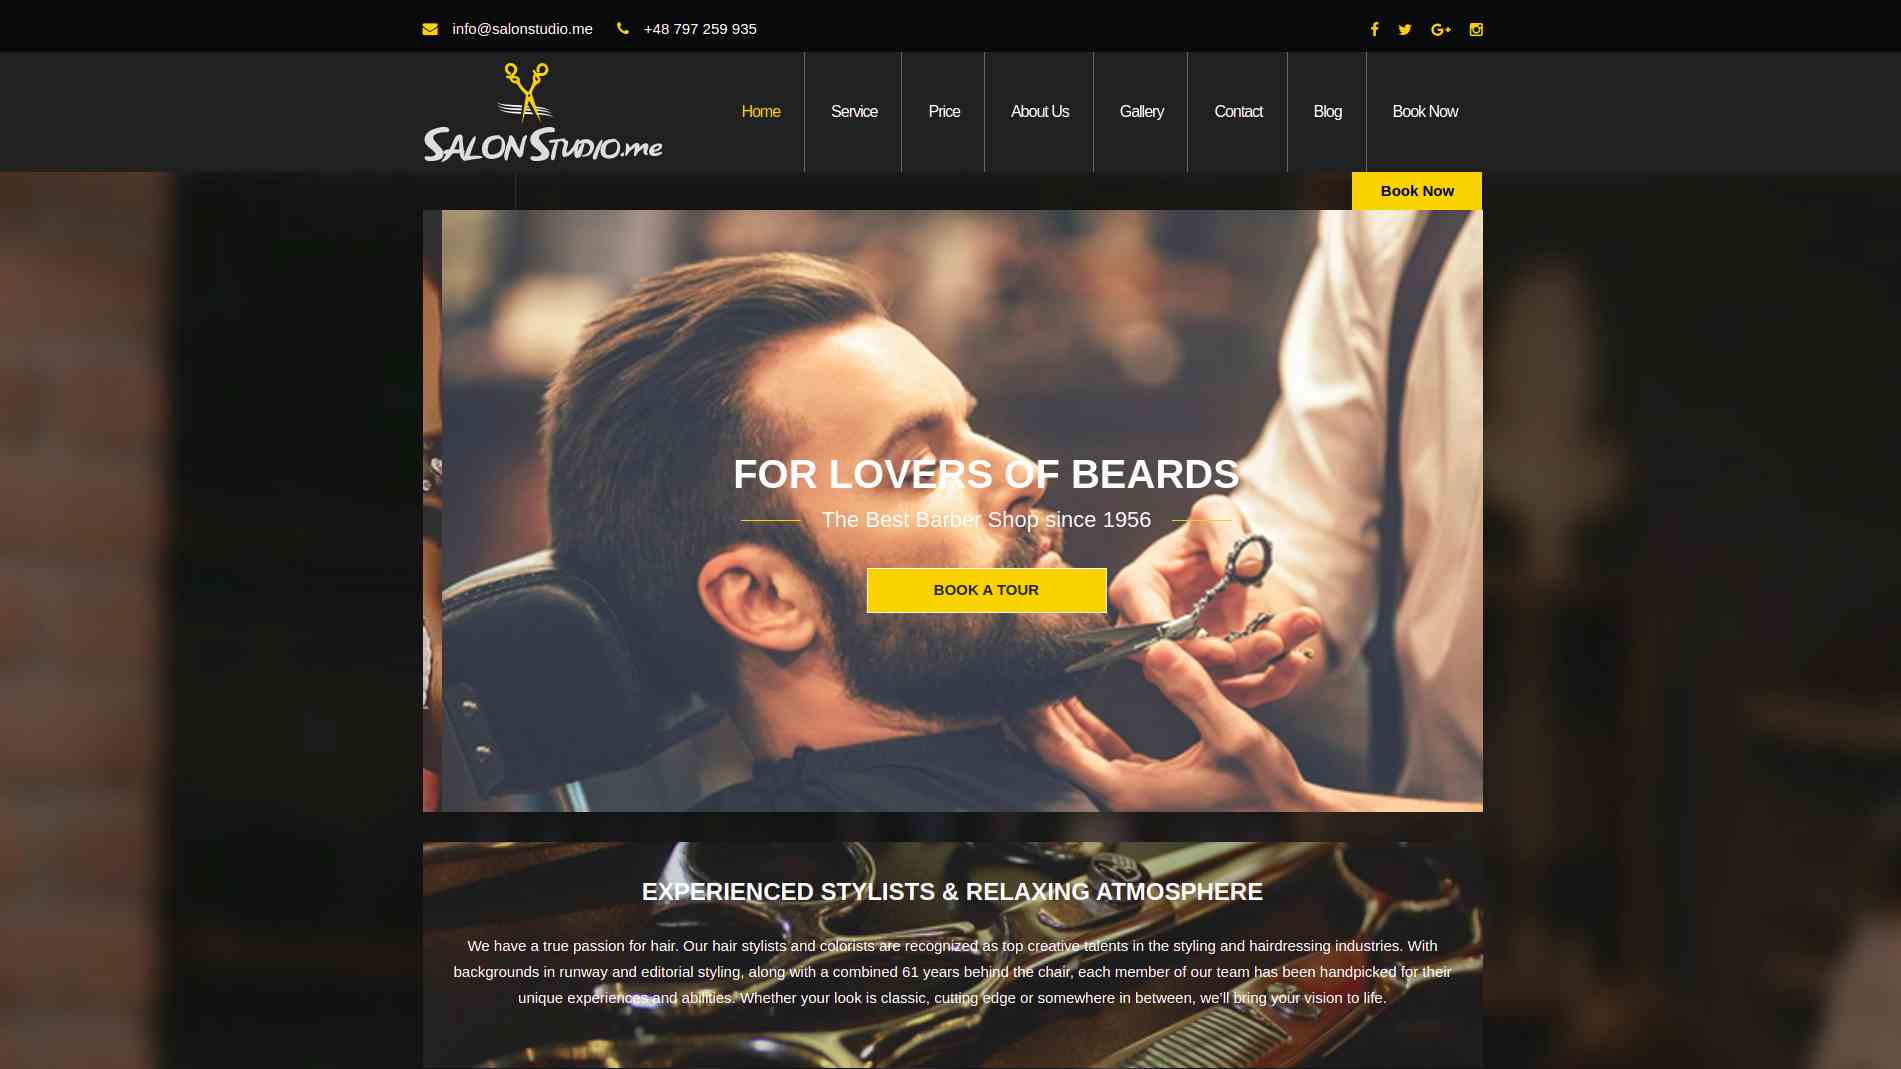 info@salonstudio.me +48 797 259 935
SALONSTUDIO.me
Home Service Price About Us Gallery Contact Blog Book Now
Book Now
FOR LOVERS OF BEARDS
The Best Barber Shop since 1956
BOOK A TOUR
EXPERIENCED STYLISTS & RELAXING ATMOSPHERE
We have a true passion for hair. Our hair stylists and colorists are recognized as top creative talents in the styling and hairdressing industries. With
backgrounds in runway and editorial styling, along with a combined 61 years behind the chair, each member of our team has been handpicked for their
unique experiences and abilities. Whether your look is classic, cutting edge or somewhere in between, we'll bring your vision to life.